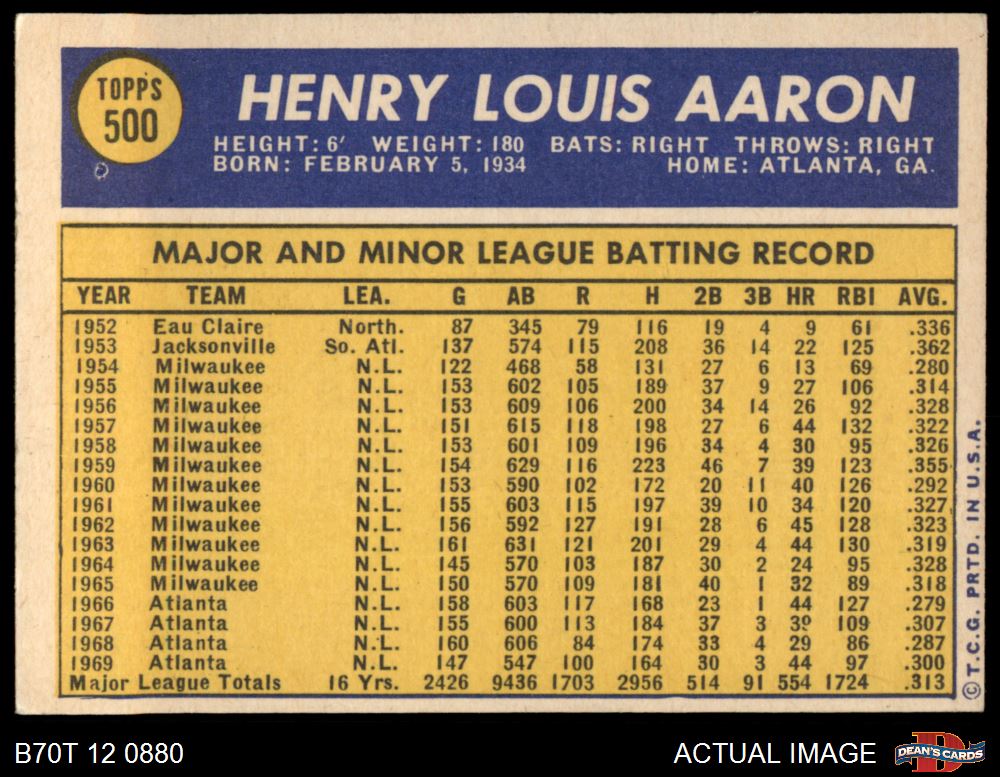 TOPPS
500
HENRY LOUIS AARON
HEIGHT: 6' WEIGHT: 180 BATS: RIGHT THROWS: RIGHT
BORN: FEBRUARY 5, 1934 HOME: ATLANTA, GA.
MAJOR AND MINOR LEAGUE BATTING RECORD
YEAR TEAM LEA. G AB R H 2B 3B HR RBI AVG.
1952 Eau Claire North. 87 345 79 116 19 4 9 61 .336
1953 Jacksonville So. Atl. 137 574 115 208 36 14 22 125 .362
1954 Milwaukee N.L. 122 468 58 131 27 6 13 69 .280
1955 Milwaukee N.L. 153 602 105 189 37 9 27 106 .314
1956 Milwaukee N.L. 153 609 106 200 34 14 26 92 .328
1957 Milwaukee N.L. 151 615 118 198 27 6 44 132 .322
1958 Milwaukee N.L. 153 601 109 196 34 4 30 95 .326
1959 Milwaukee N.L. 154 629 116 223 46 7 39 123 .355
1960 Milwaukee N.L. 153 590 102 172 20 11 40 126 .292
1961 Milwaukee N.L. 155 603 115 197 39 10 34 120 .327
1962 Milwaukee N.L. 156 592 127 191 28 6 45 128 .323
1963 Milwaukee N.L. 161 631 121 201 29 4 44 130 .319
1964 Milwaukee N.L. 145 570 103 187 30 2 24 95 .328
1965 Milwaukee N.L. 150 570 109 181 40 1 32 89 .318
1966 Atlanta N.L. 158 603 117 168 23 1 44 127 .279
1967 Atlanta N.L. 155 600 113 184 37 3 39 109 .307
1968 Atlanta N.L. 160 606 84 174 33 4 29 86 .287
1969 Atlanta N.L. 147 547 100 164 30 3 44 97 .300
Major League Totals 16 Yrs. 2426 9436 1703 2956 514 91 554 1724 .313
© T.C.G. PRTD. IN U.S.A.
B70T 12 0880 ACTUAL IMAGE
DEAN'S CARDS